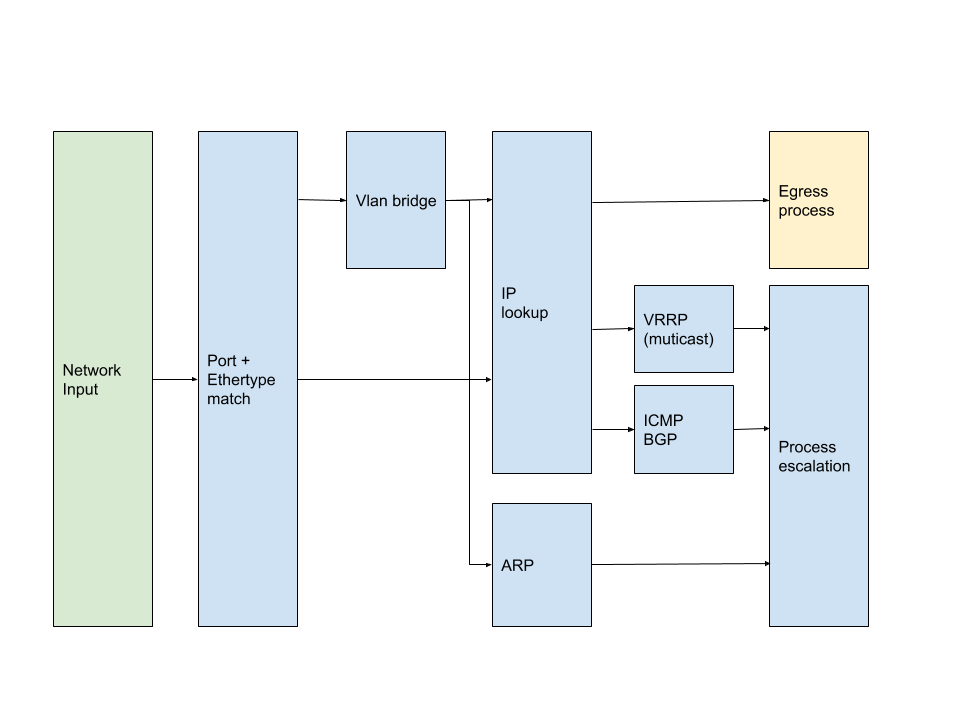 Network
Input
Port +
Ethertype
match
Vlan bridge
IP
lookup
ARP
VRRP
(muticast)
ICMP
BGP
Egress
process
Process
escalation